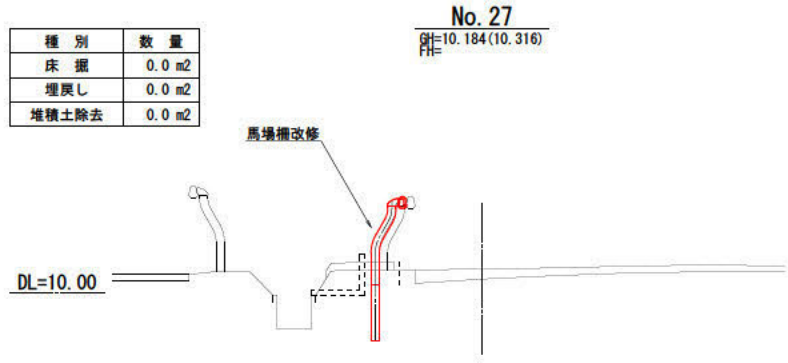 No. 27
GH=10.184(10.316)
FH=
種 別 数 量
床 掘 0.0 m2
埋戻し 0.0 m2
堆積土除去 0.0 m2
馬場柵改修
DL=10.00